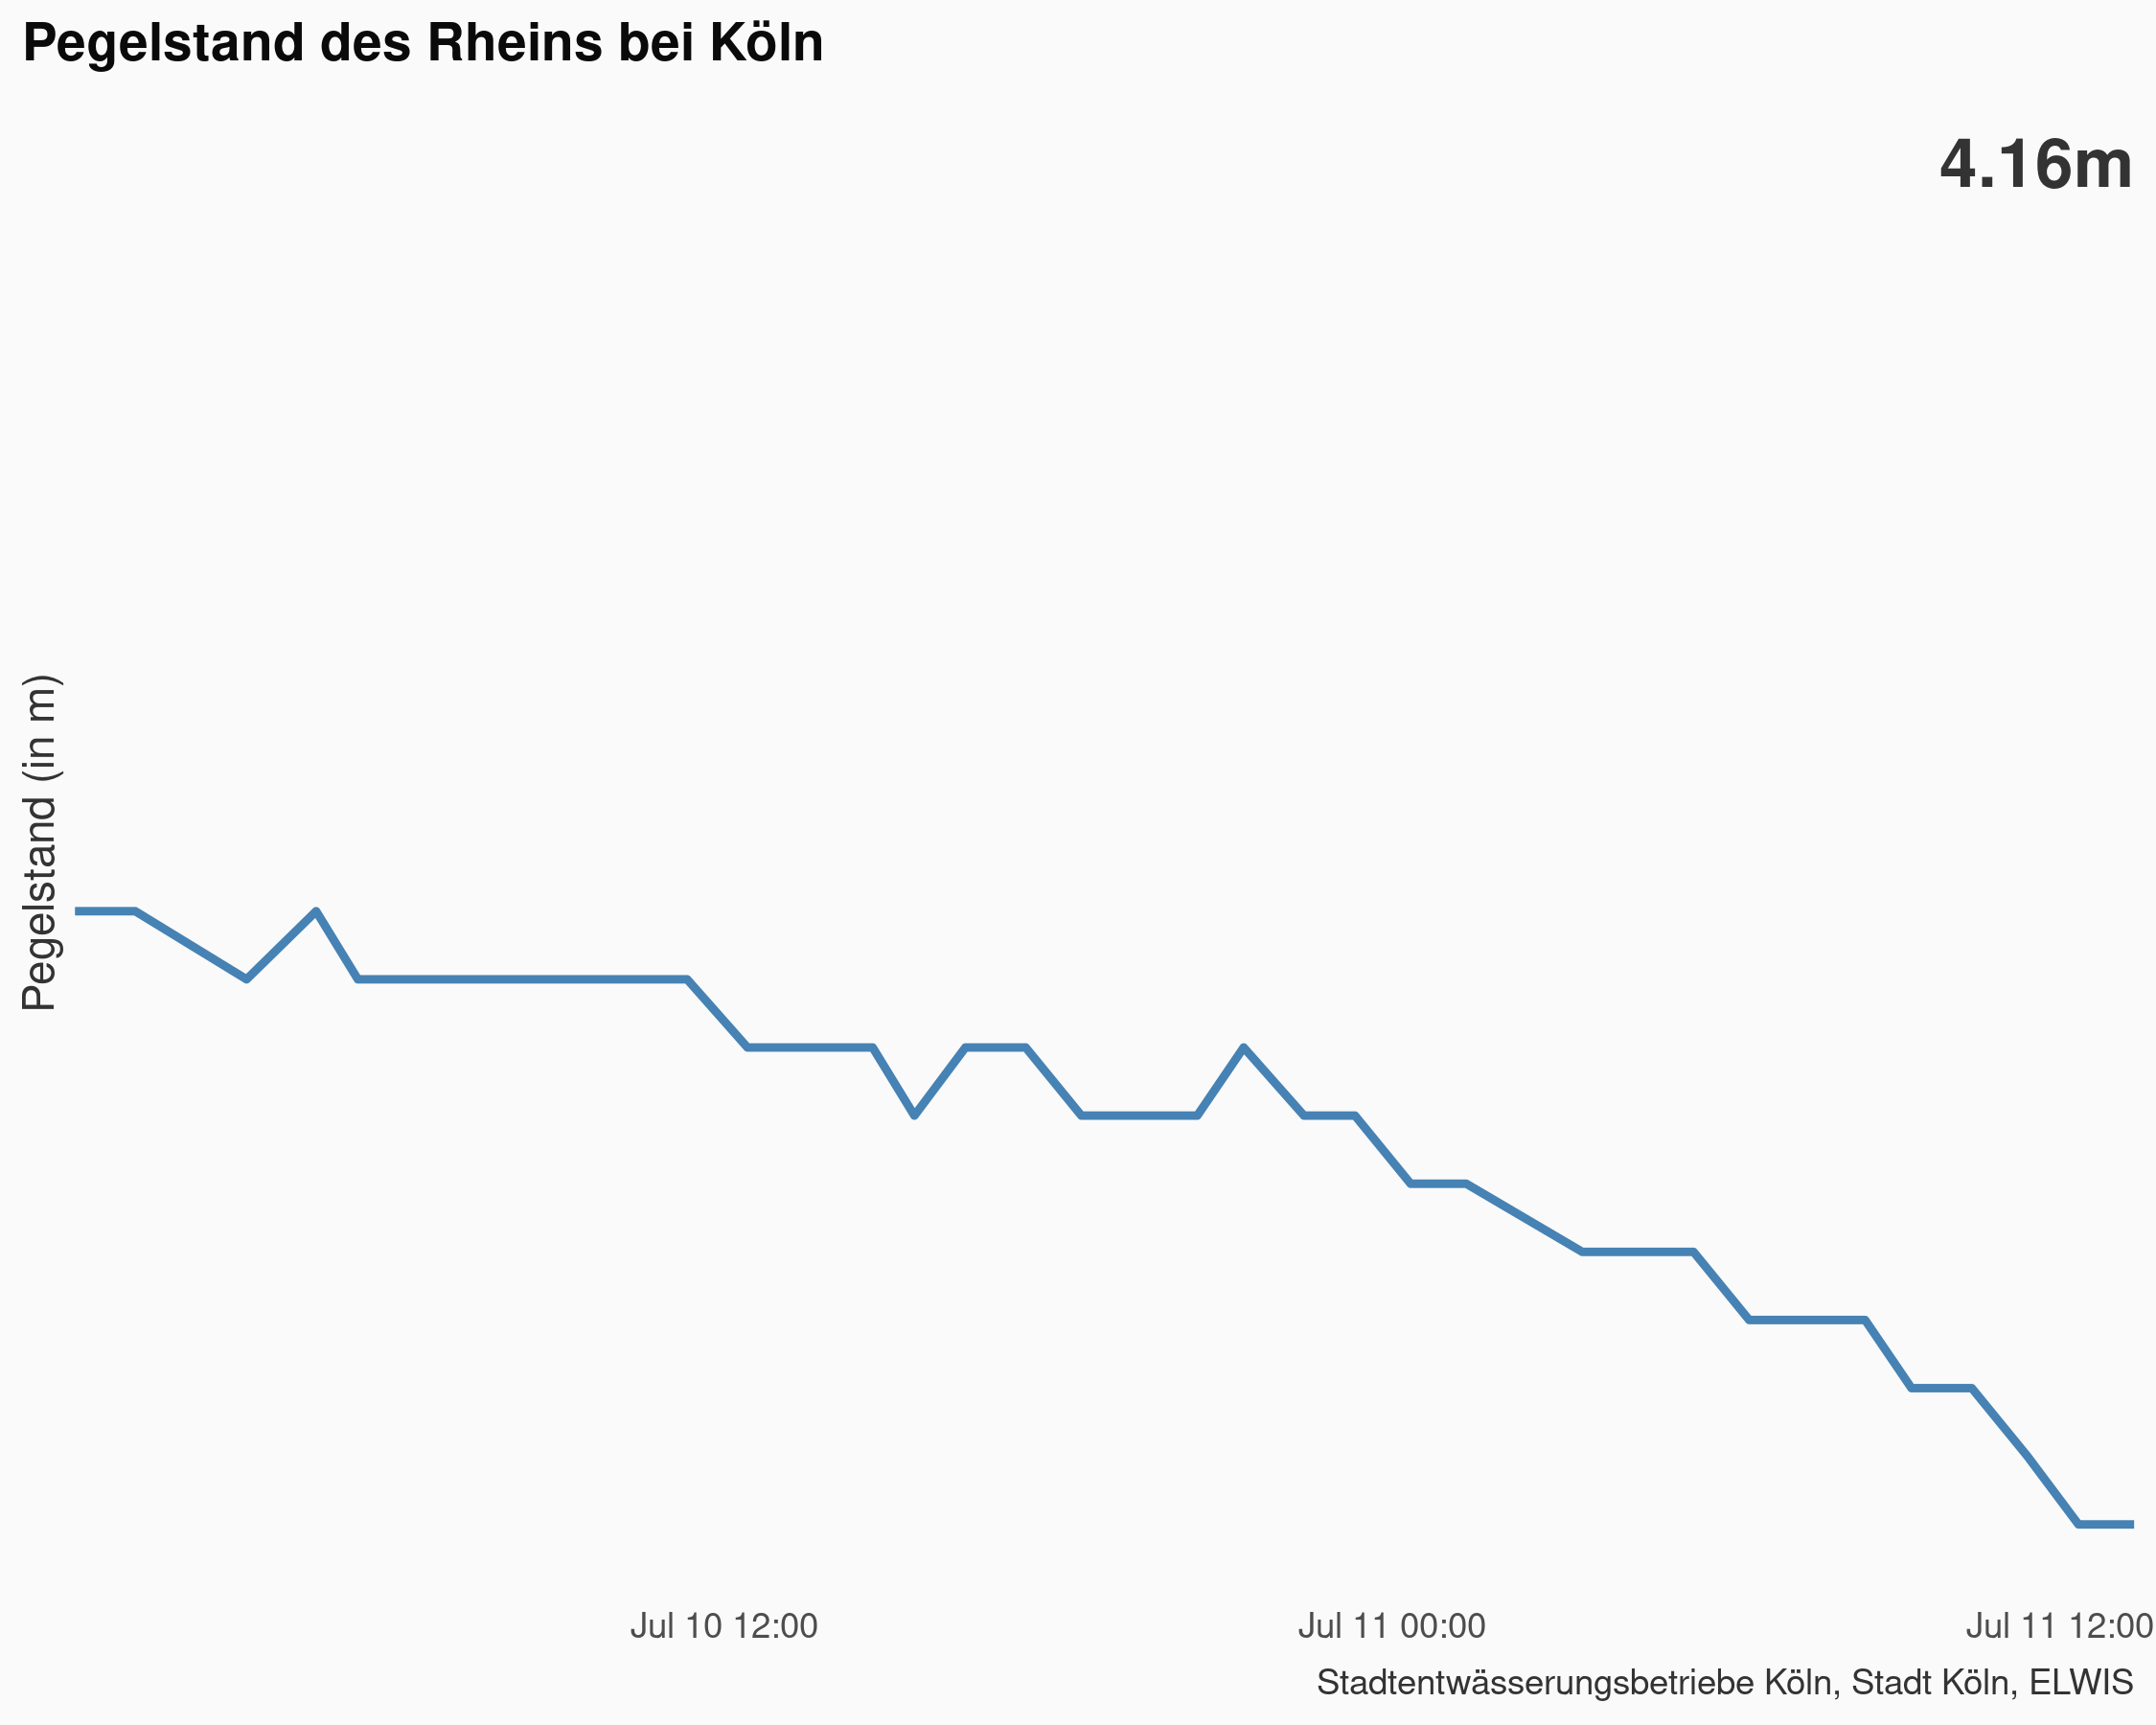 Pegelstand des Rheins bei Köln
4.16m
Pegelstand (in m)
Jul 10 12:00
Jul 11 00:00
Jul 11 12:00
Stadtentwässerungsbetriebe Köln, Stadt Köln, ELWIS